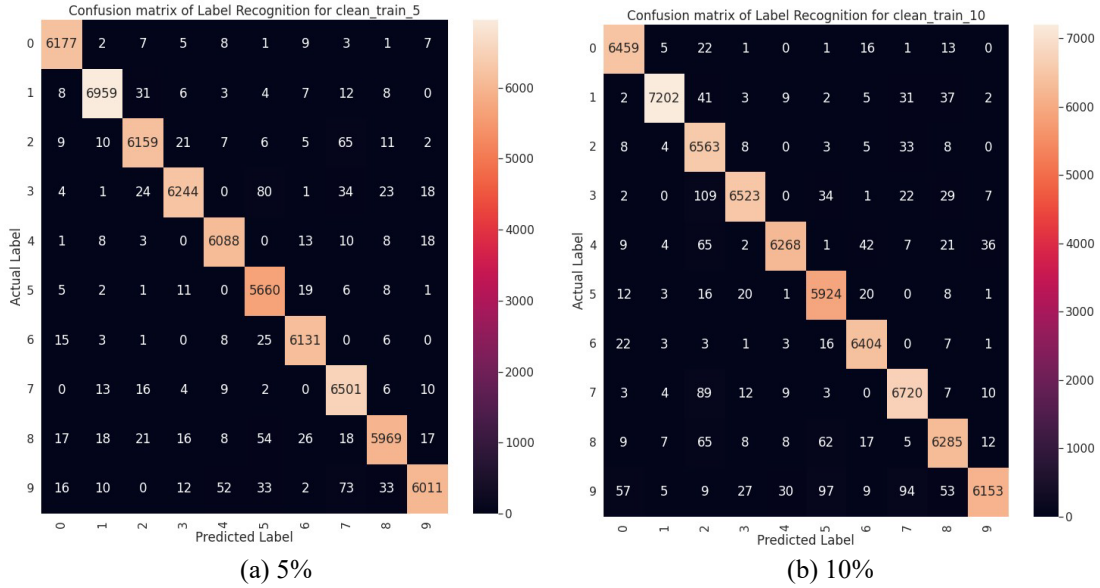 Confusion matrix of Label Recognition for clean_train_5
0 6177 2 7 5 8 1 9 3 1 7
1 8 6959 31 6 3 4 7 12 8 0
2 9 10 6159 21 7 6 5 65 11 2
3 4 1 24 6244 0 80 1 34 23 18
4 1 8 3 0 6088 0 13 10 8 18
5 5 2 1 11 0 5660 19 6 8 1
6 15 3 1 0 8 25 6131 0 6 0
7 0 13 16 4 9 2 0 6501 6 10
8 17 18 21 16 8 54 26 18 5969 17
9 16 10 0 12 52 33 2 73 33 6011
0 1 2 3 4 5 6 7 8 9
Actual Label
Predicted Label
6000
5000
4000
3000
2000
1000
0
(a) 5%
Confusion matrix of Label Recognition for clean_train_10
0 6459 5 22 1 0 1 16 1 13 0
1 2 7202 41 3 9 2 5 31 37 2
2 8 4 6563 8 0 3 5 33 8 0
3 2 0 109 6523 0 34 1 22 29 7
4 9 4 65 2 6268 1 42 7 21 36
5 12 3 16 20 1 5924 20 0 8 1
6 22 3 3 1 3 16 6404 0 7 1
7 3 4 89 12 9 3 0 6720 7 10
8 9 7 65 8 8 62 17 5 6285 12
9 57 5 9 27 30 97 9 94 53 6153
0 1 2 3 4 5 6 7 8 9
Actual Label
Predicted Label
7000
6000
5000
4000
3000
2000
1000
0
(b) 10%